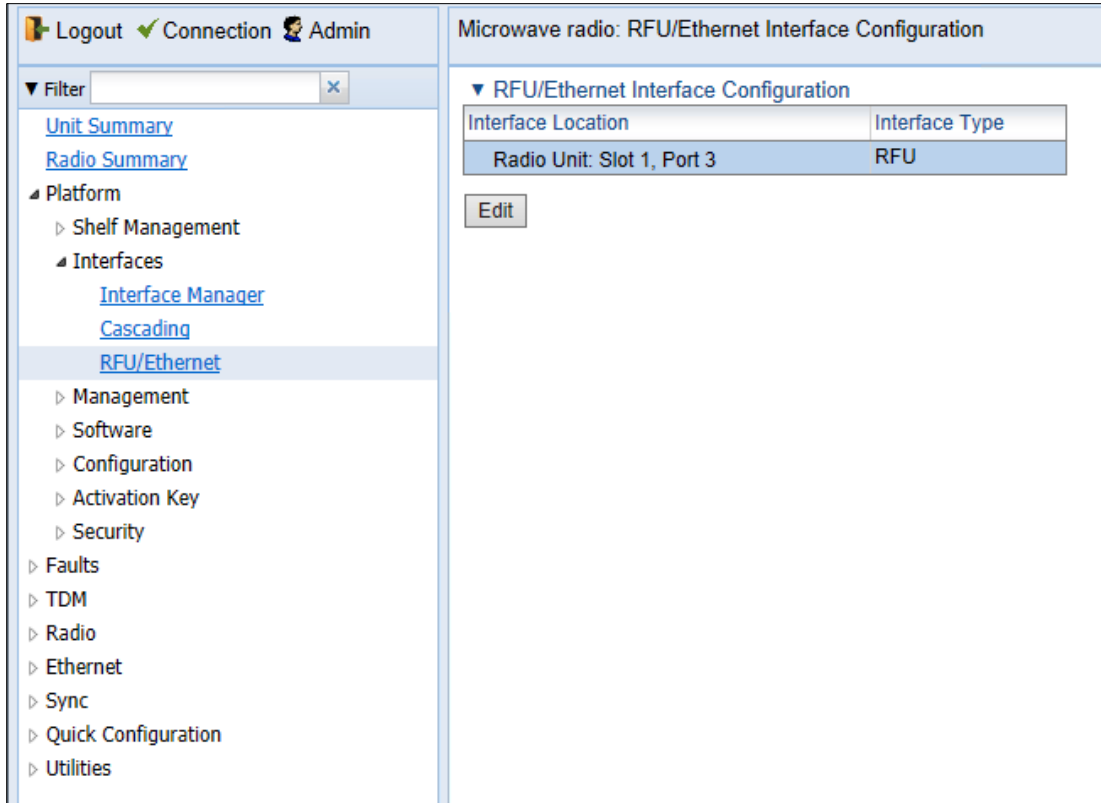 Logout Connection Admin
Filter
Unit Summary
Radio Summary
Platform
Shelf Management
Interfaces
Interface Manager
Cascading
RFU/Ethernet
Management
Software
Configuration
Activation Key
Security
Faults
TDM
Radio
Ethernet
Sync
Quick Configuration
Utilities
Microwave radio: RFU/Ethernet Interface Configuration
RFU/Ethernet Interface Configuration
Interface Location Interface Type
Radio Unit: Slot 1, Port 3 RFU
Edit